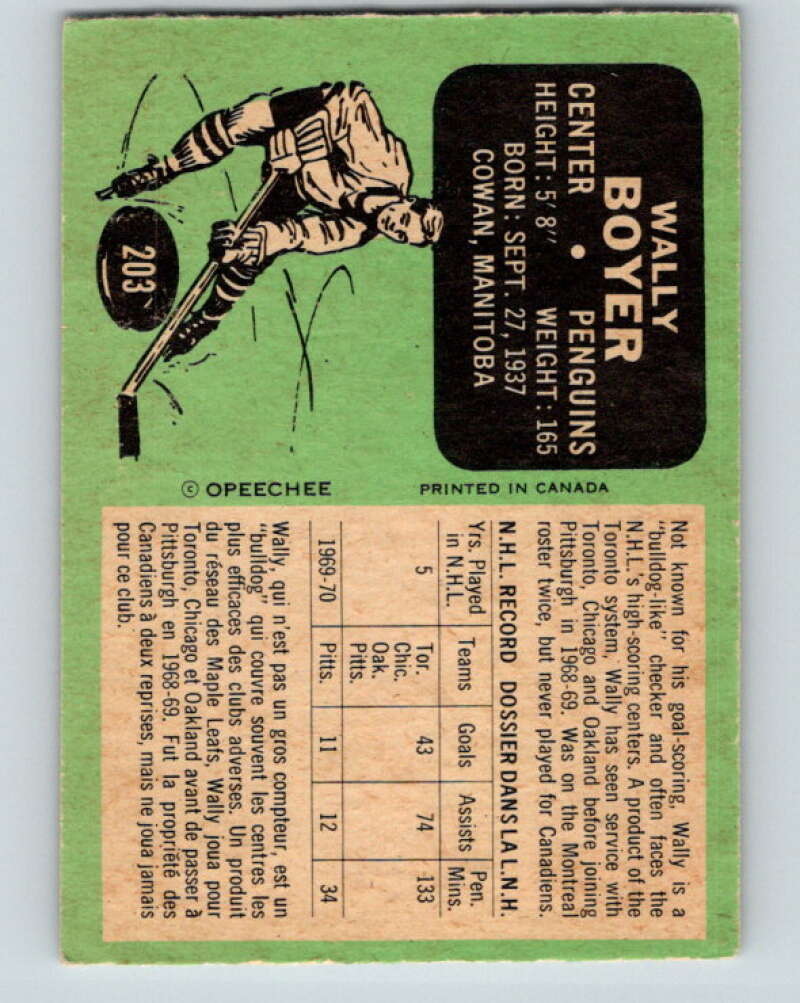 WALLY
BOYER
CENTER • PENGUINS
HEIGHT: 5'8" WEIGHT: 165
BORN: SEPT. 27, 1937
COWAN, MANITOBA
203
© OPEECHEE
PRINTED IN CANADA
Not known for his goal-scoring, Wally is a
"bulldog-like" checker and often faces the
N.H.L.'s high-scoring centers. A product of the
Toronto system, Wally has seen service with
Toronto, Chicago and Oakland before joining
Pittsburgh in 1968-69. Was on the Montreal
roster twice, but never played for Canadiens.
N.H.L. RECORD DOSSIER DANS LA L.N.H.
Yrs. Played in N.H.L. Teams Goals Assists Pen. Mins.
5 Tor. 43 74 133
Chic.
Oak.
Pitts.
1969-70 Pitts. 11 12 34
Wally, qui n'est pas un gros compteur, est un
"bulldog" qui couvre souvent les centres les
plus efficaces des clubs adverses. Un produit
du réseau des Maple Leafs, Wally joua pour
Toronto, Chicago et Oakland avant de passer à
Pittsburgh en 1968-69. Fut la propriété des
Canadiens à deux reprises, mais ne joua jamais
pour ce club.